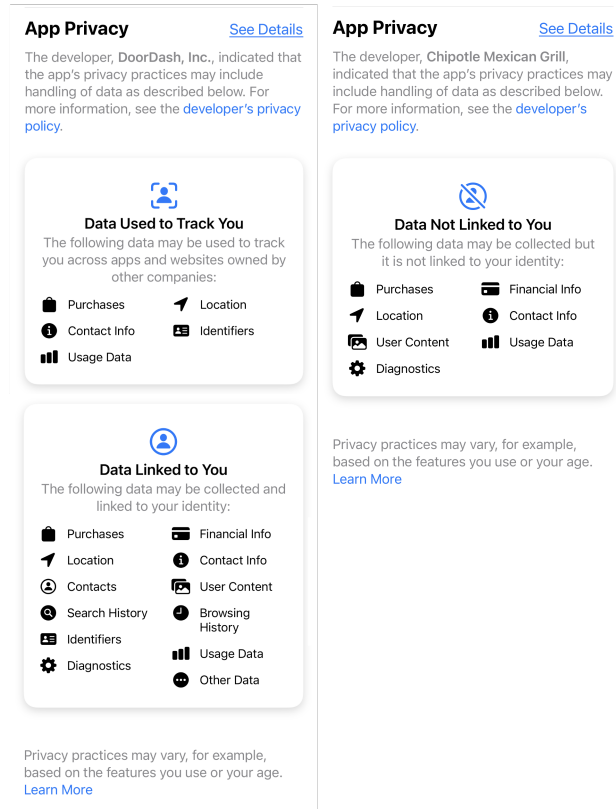 App Privacy See Details
The developer, DoorDash, Inc., indicated that
the app's privacy practices may include
handling of data as described below. For
more information, see the developer's privacy
policy.
Data Used to Track You
The following data may be used to track
you across apps and websites owned by
other companies:
Purchases Location
Contact Info Identifiers
Usage Data
Data Linked to You
The following data may be collected and
linked to your identity:
Purchases Financial Info
Location Contact Info
Contacts User Content
Search History Browsing
History
Identifiers
Usage Data
Diagnostics
Other Data
Privacy practices may vary, for example,
based on the features you use or your age.
Learn More
App Privacy See Details
The developer, Chipotle Mexican Grill,
indicated that the app's privacy practices may
include handling of data as described below.
For more information, see the developer's
privacy policy.
Data Not Linked to You
The following data may be collected but
it is not linked to your identity:
Purchases Financial Info
Location Contact Info
User Content Usage Data
Diagnostics
Privacy practices may vary, for example,
based on the features you use or your age.
Learn More